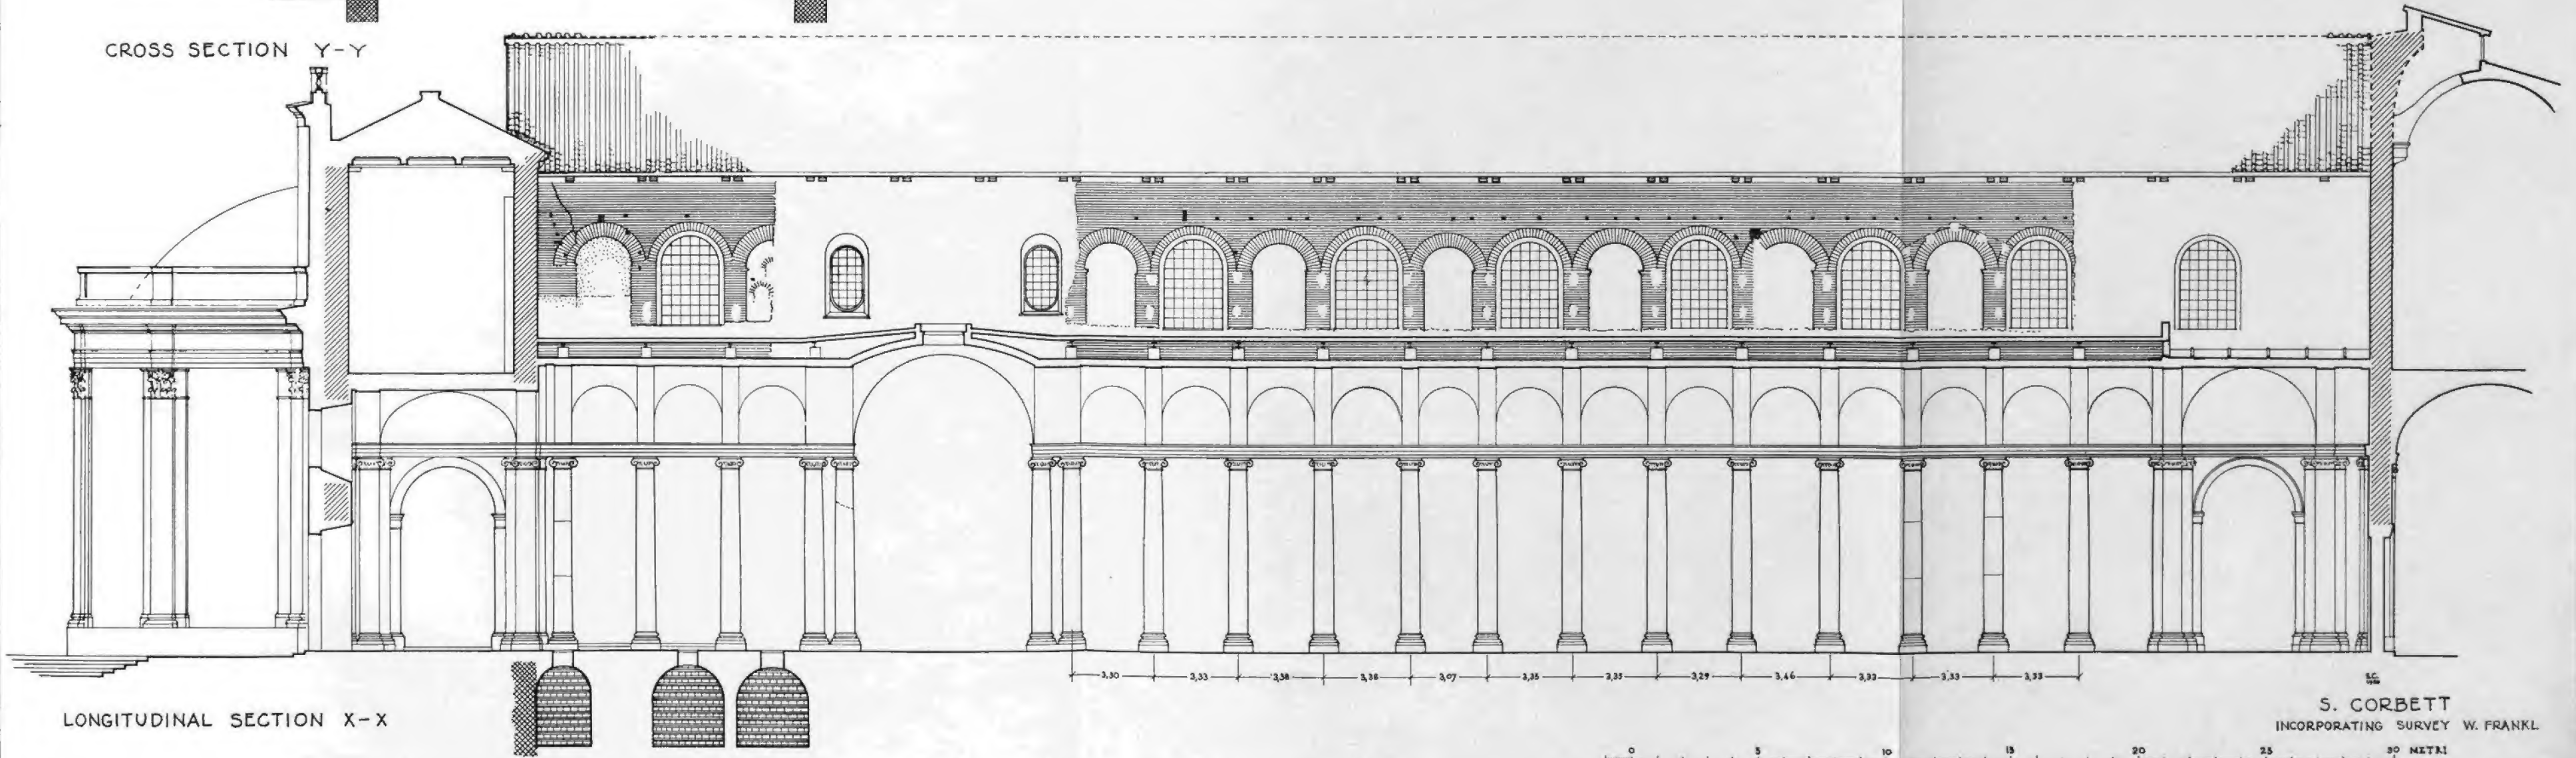 CROSS SECTION Y-Y
3,30 3,33 3,38 3,38 3,07 3,35 3,35 3,29 3,46 3,33 3,33 3,33
LONGITUDINAL SECTION X-X
S.C.
S. CORBETT
INCORPORATING SURVEY W. FRANKL
0 5 10 15 20 25 30 METRI